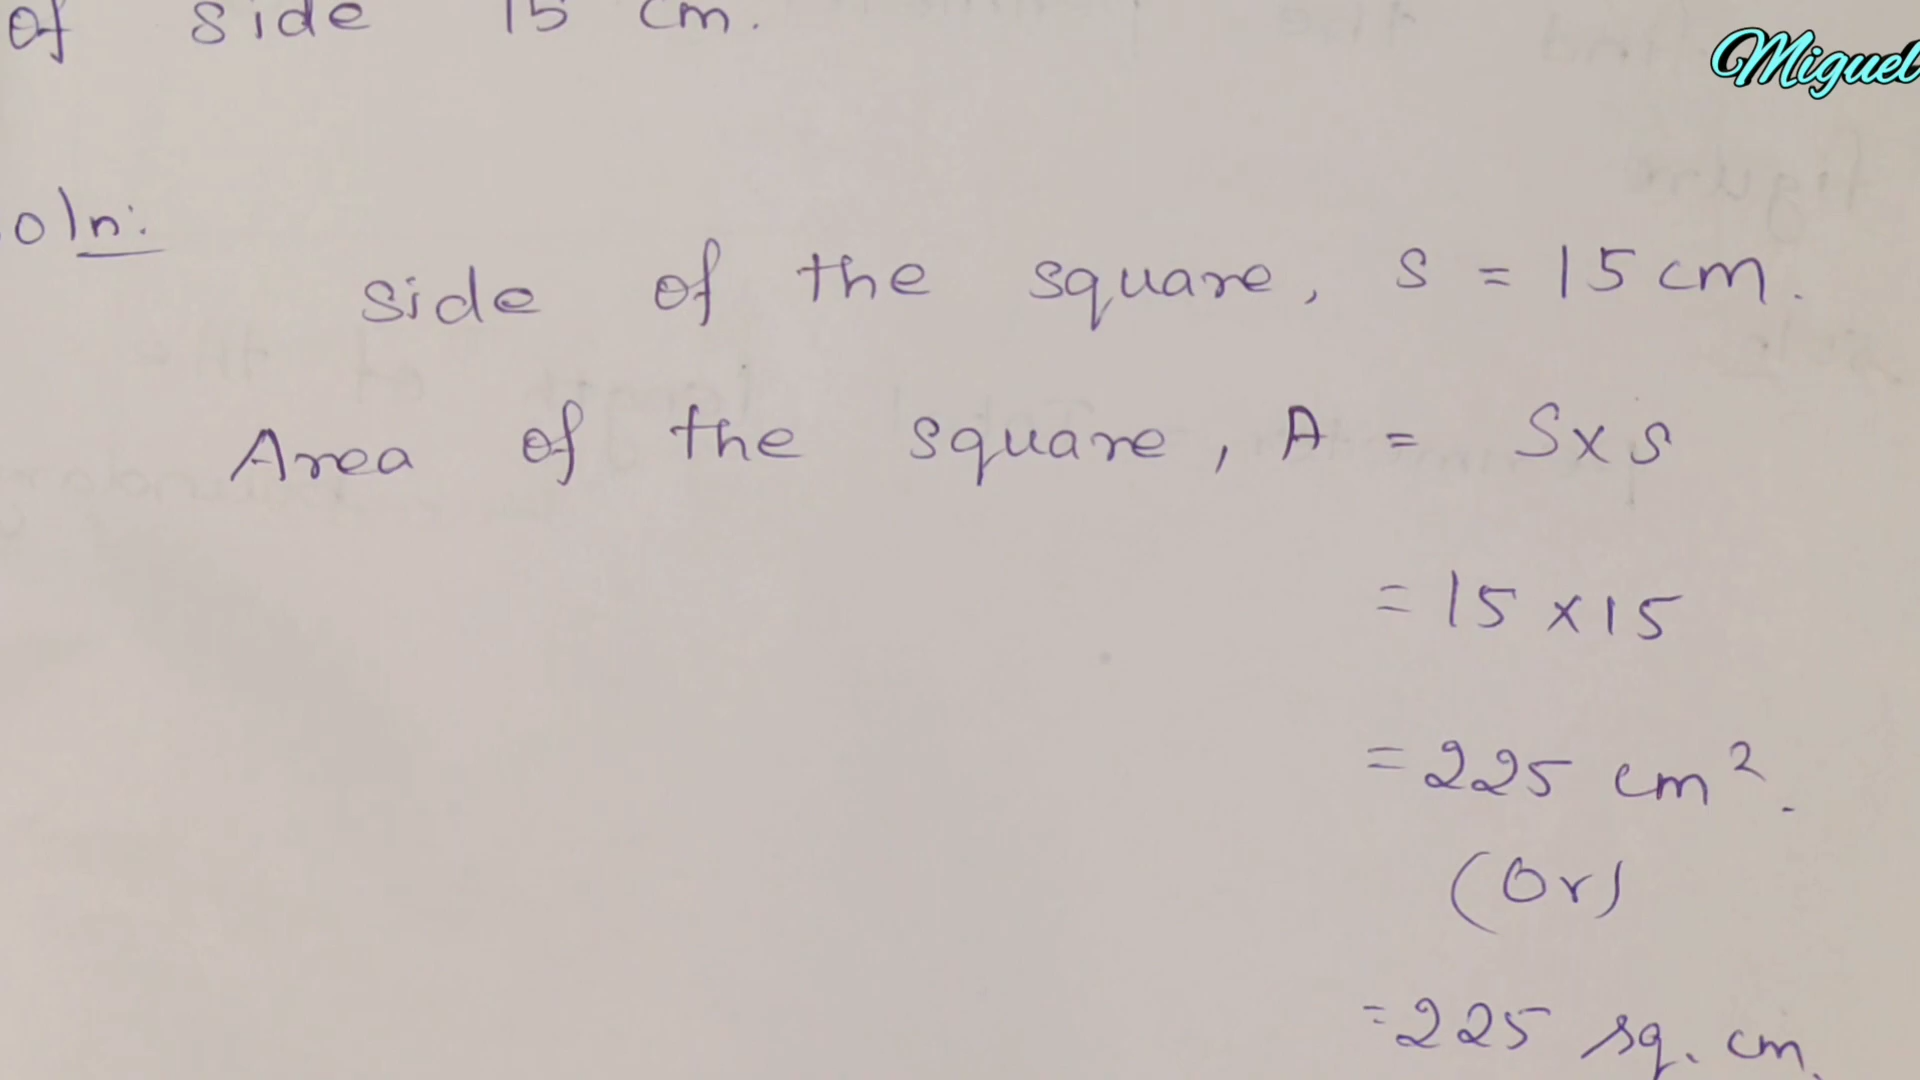 of side 15 cm.
Miguel
oln:
side of the square, s = 15 cm.
Area of the square, A = S x s
= 15 x 15
= 225 cm².
(Or)
= 225 sq. cm.